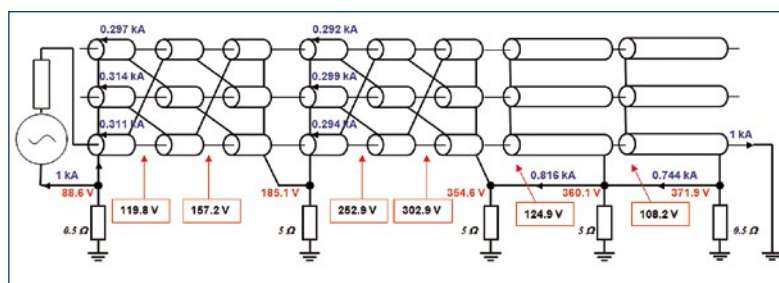 0.297 kA 0.292 kA
0.314 kA 0.299 kA
0.311 kA 0.294 kA 1 kA
1 kA 0.816 kA 0.744 kA
88.6 V 185.1 V 354.6 V 360.1 V 371.9 V
119.8 V 157.2 V 252.9 V 302.9 V 124.9 V 108.2 V
0.5 Ω 5 Ω 5 Ω 5 Ω 0.5 Ω